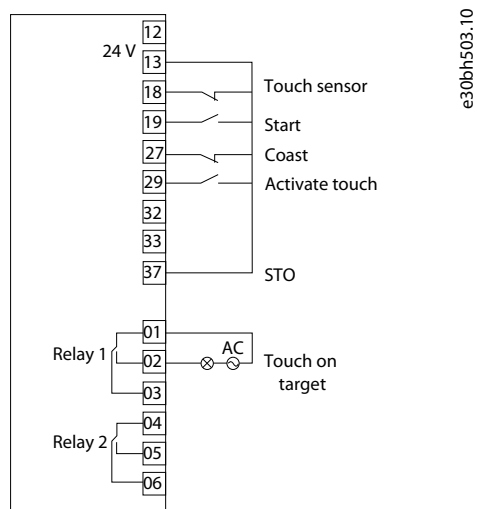 12
24 V
13
18
Touch sensor
19
Start
27
Coast
29
Activate touch
32
33
37
STO
01
Relay 1
02
AC
Touch on
target
03
04
Relay 2
05
06
e30bh503.10